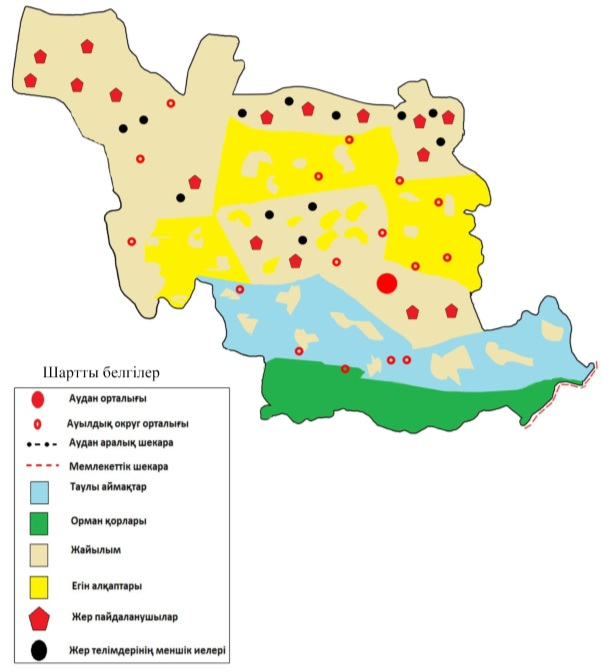 Шартты белгілер
Аудан орталығы
Ауылдық округ орталығы
Аудан аралық шекара
Мемлекеттік шекара
Таулы аймақтар
Орман қорлары
Жайылым
Егін алқаптары
Жер пайдаланушылар
Жер телімдерінің меншік иелері